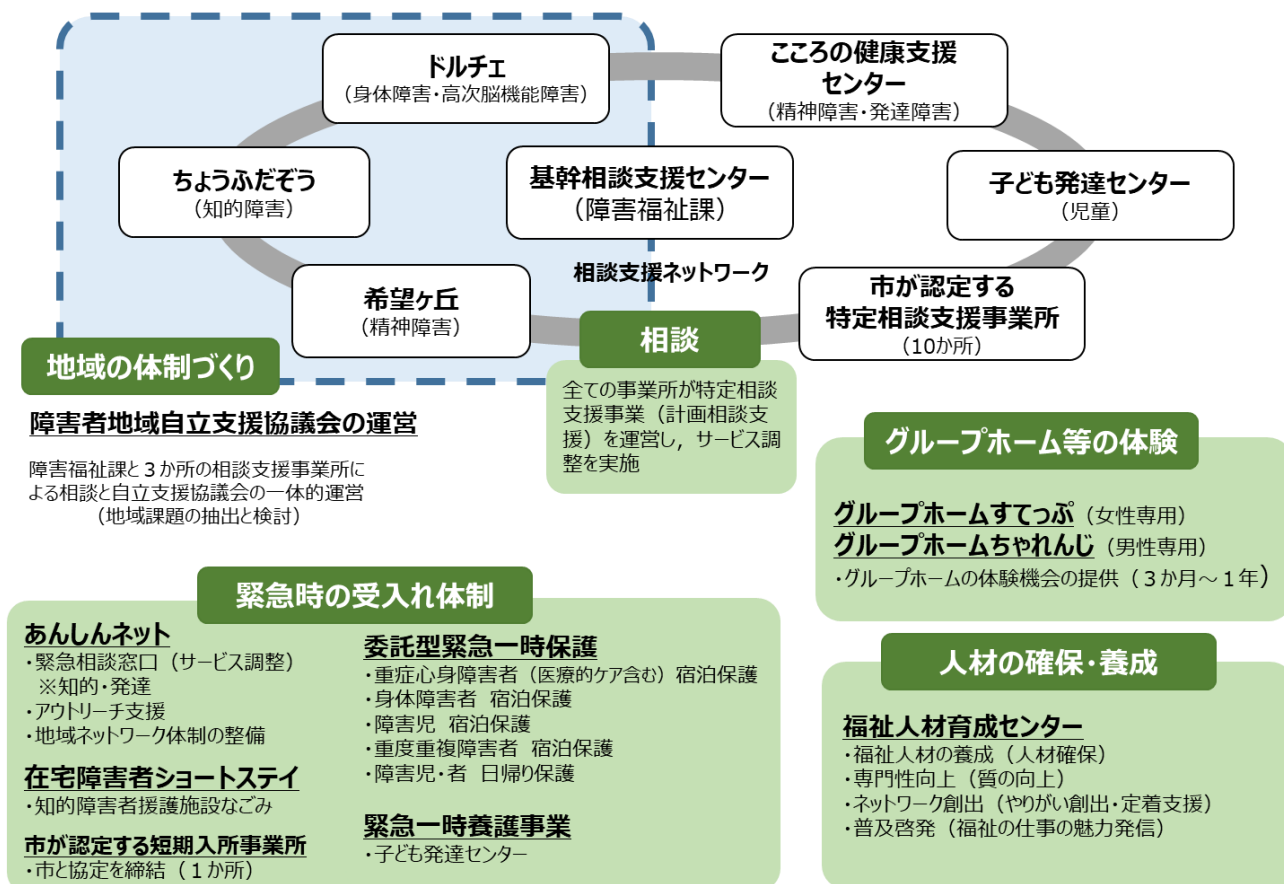 ドルチェ
（身体障害・高次脳機能障害）
こころの健康支援
センター
（精神障害・発達障害）
ちょうふだぞう
（知的障害）
基幹相談支援センター
（障害福祉課）
子ども発達センター
（児童）
相談支援ネットワーク
希望ヶ丘
（精神障害）
市が認定する
特定相談支援事業所
（10か所）
地域の体制づくり
障害者地域自立支援協議会の運営
障害福祉課と３か所の相談支援事業所に
よる相談と自立支援協議会の一体的運営
（地域課題の抽出と検討）
相談
全ての事業所が特定相談
支援事業（計画相談支
援）を運営し，サービス調
整を実施
グループホーム等の体験
グループホームすてっぷ（女性専用）
グループホームちゃれんじ（男性専用）
・グループホームの体験機会の提供（３か月～１年）
緊急時の受入れ体制
あんしんネット
・緊急相談窓口（サービス調整）
※知的・発達
・アウトリーチ支援
・地域ネットワーク体制の整備
在宅障害者ショートステイ
・知的障害者援護施設なごみ
市が認定する短期入所事業所
・市と協定を締結（１か所）
委託型緊急一時保護
・重症心身障害者（医療的ケア含む）宿泊保護
・身体障害者 宿泊保護
・障害児 宿泊保護
・重度重複障害者 宿泊保護
・障害児・者 日帰り保護
緊急一時養護事業
・子ども発達センター
人材の確保・養成
福祉人材育成センター
・福祉人材の養成（人材確保）
・専門性向上（質の向上）
・ネットワーク創出（やりがい創出・定着支援）
・普及啓発（福祉の仕事の魅力発信）